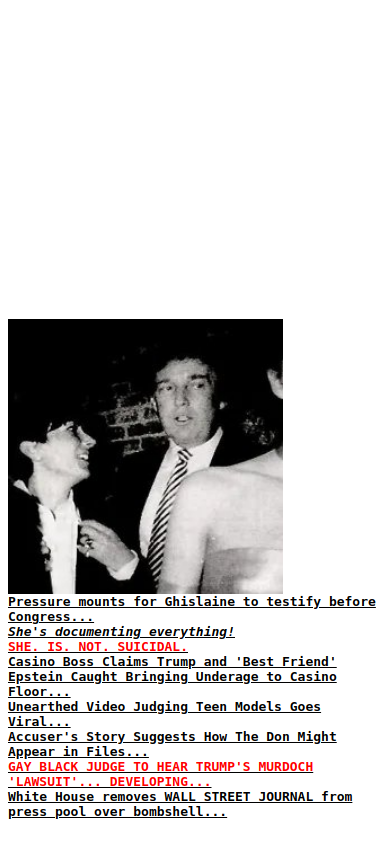 Pressure mounts for Ghislaine to testify before
Congress...
She's documenting everything!
SHE. IS. NOT. SUICIDAL.
Casino Boss Claims Trump and 'Best Friend'
Epstein Caught Bringing Underage to Casino
Floor...
Unearthed Video Judging Teen Models Goes
Viral...
Accuser's Story Suggests How The Don Might
Appear in Files...
GAY BLACK JUDGE TO HEAR TRUMP'S MURDOCH
'LAWSUIT'... DEVELOPING...
White House removes WALL STREET JOURNAL from
press pool over bombshell...